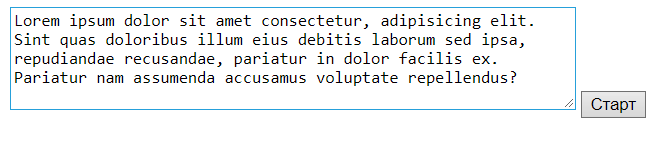 Lorem ipsum dolor sit amet consectetur, adipisicing elit.
Sint quas doloribus illum eius debitis laborum sed ipsa,
repudiandae recusandae, pariatur in dolor facilis ex.
Pariatur nam assumenda accusamus voluptate repellendus?
Старт